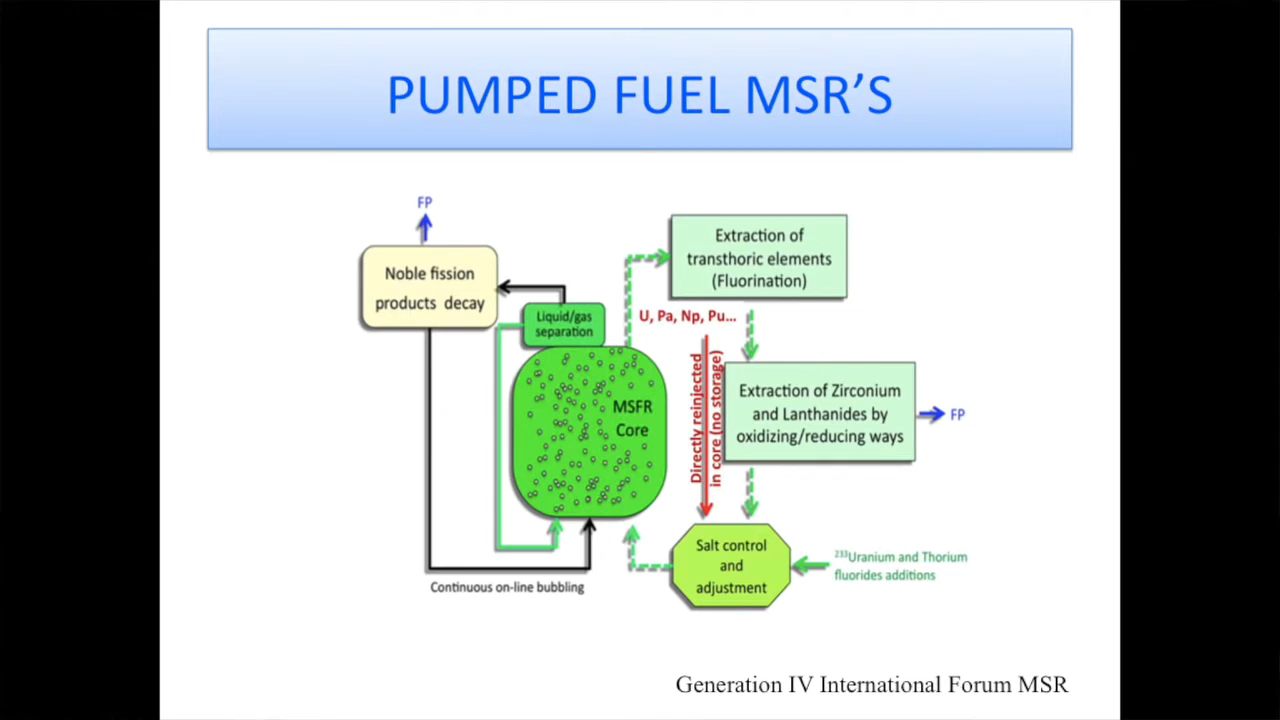 PUMPED FUEL MSR’S
FP
Noble fission
products decay
Liquid/gas
separation
MSFR
Core
Continuous on-line bubbling
Extraction of
transthoric elements
(Fluorination)
U, Pa, Np, Pu...
Directly reinjected
in core (no storage)
Extraction of Zirconium
and Lanthanides by
oxidizing/reducing ways
FP
Salt control
and
adjustment
²³³Uranium and Thorium
fluorides additions
Generation IV International Forum MSR